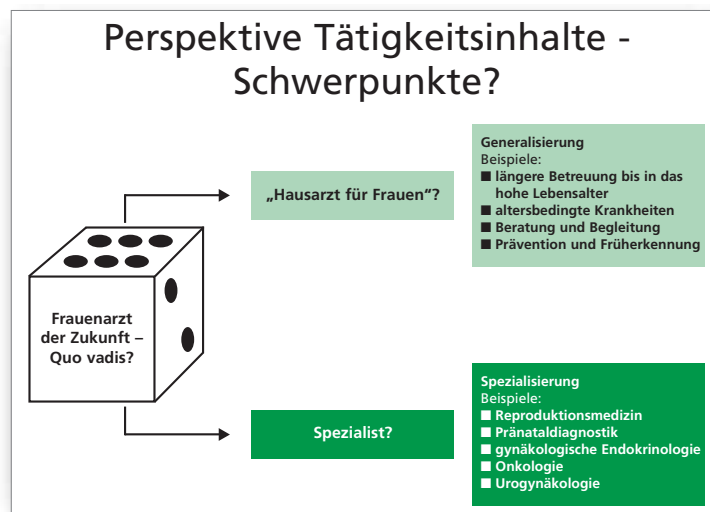 Perspektive Tätigkeitsinhalte -
Schwerpunkte?
„Hausarzt für Frauen“?
Generalisierung
Beispiele:
■ längere Betreuung bis in das
hohe Lebensalter
■ altersbedingte Krankheiten
■ Beratung und Begleitung
■ Prävention und Früherkennung
Frauenarzt
der Zukunft –
Quo vadis?
Spezialist?
Spezialisierung
Beispiele:
■ Reproduktionsmedizin
■ Pränataldiagnostik
■ gynäkologische Endokrinologie
■ Onkologie
■ Urogynäkologie